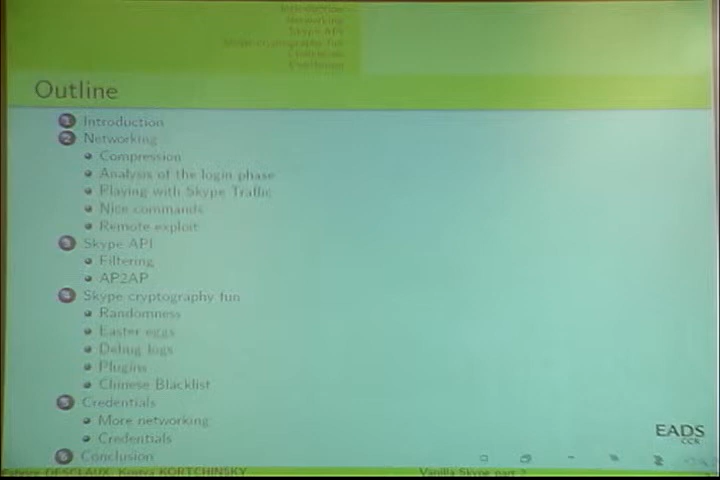 Introduction
Networking
Skype API
Skype cryptography fun
Credentials
Conclusion
Outline
1 Introduction
2 Networking
Compression
Analysis of the login phase
Playing with Skype Traffic
Nice commands
Remote exploit
3 Skype API
Filtering
AP2AP
4 Skype cryptography fun
Randomness
Easter eggs
Debug logs
Plugins
Chinese Blacklist
5 Credentials
More networking
Credentials
6 Conclusion
EADS
CCR
Fabrice DESCLAUX, Kostya KORTCHINSKY
Vanilla Skype part 2